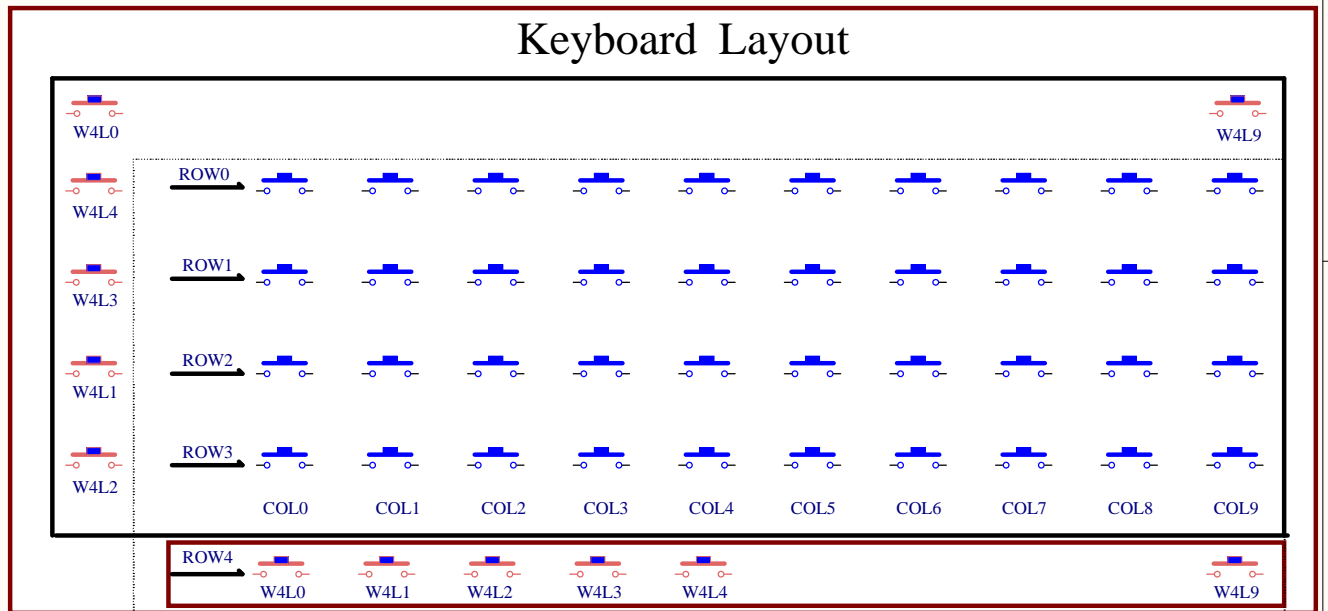 Keyboard Layout
W4L0 W4L9
ROW0
W4L4
ROW1
W4L3
ROW2
W4L1
ROW3
W4L2
COL0 COL1 COL2 COL3 COL4 COL5 COL6 COL7 COL8 COL9
ROW4
W4L0 W4L1 W4L2 W4L3 W4L4 W4L9